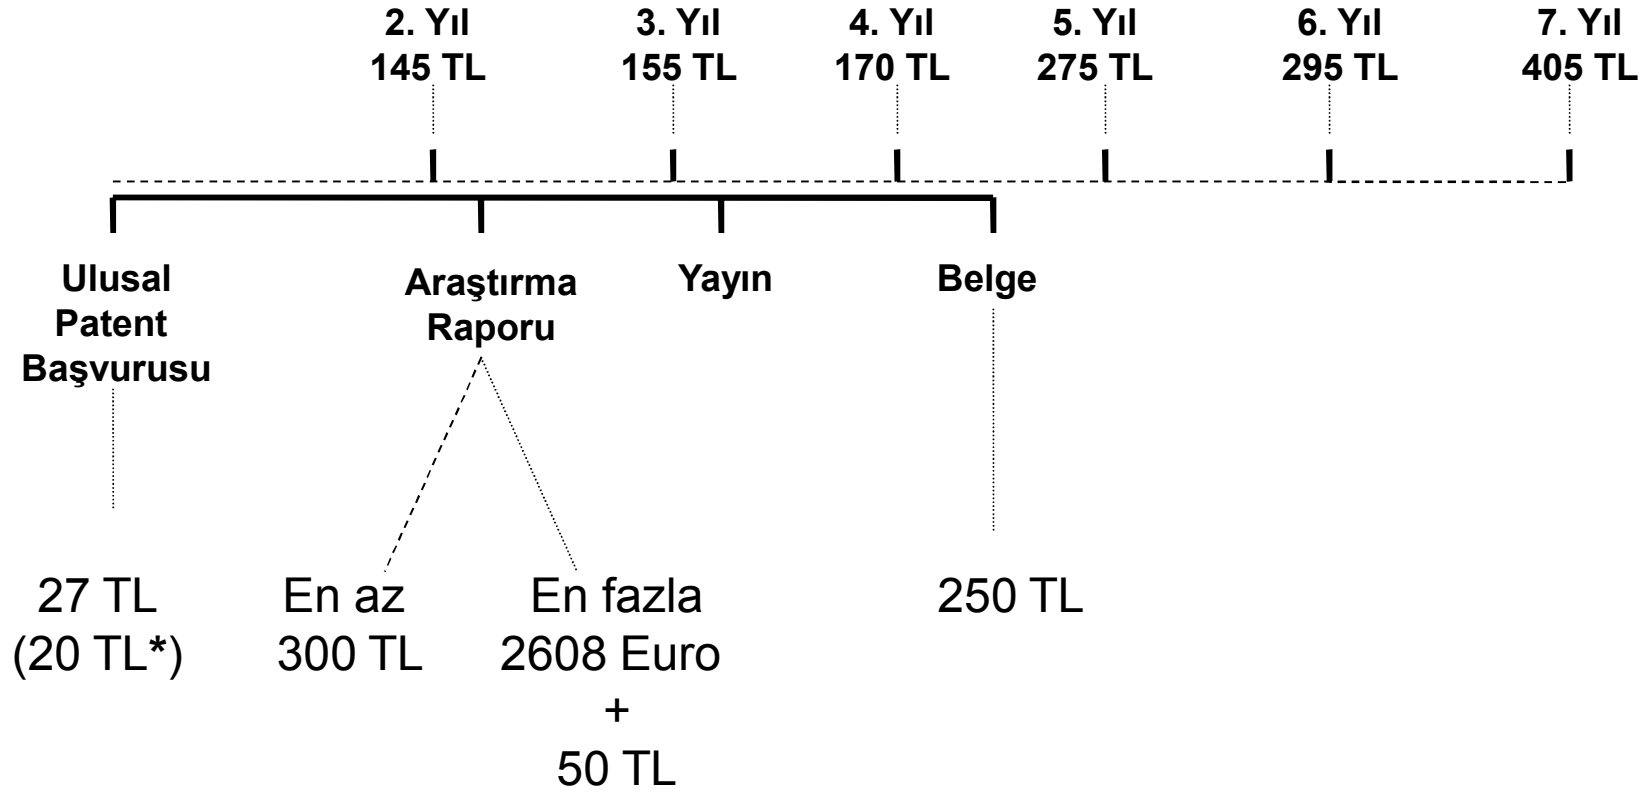 2. Yıl
145 TL
3. Yıl
155 TL
4. Yıl
170 TL
5. Yıl
275 TL
6. Yıl
295 TL
7. Yıl
405 TL
Ulusal
Patent
Başvurusu
Araştırma
Raporu
Yayın
Belge
27 TL
(20 TL*)
En az
300 TL
En fazla
2608 Euro
+
50 TL
250 TL